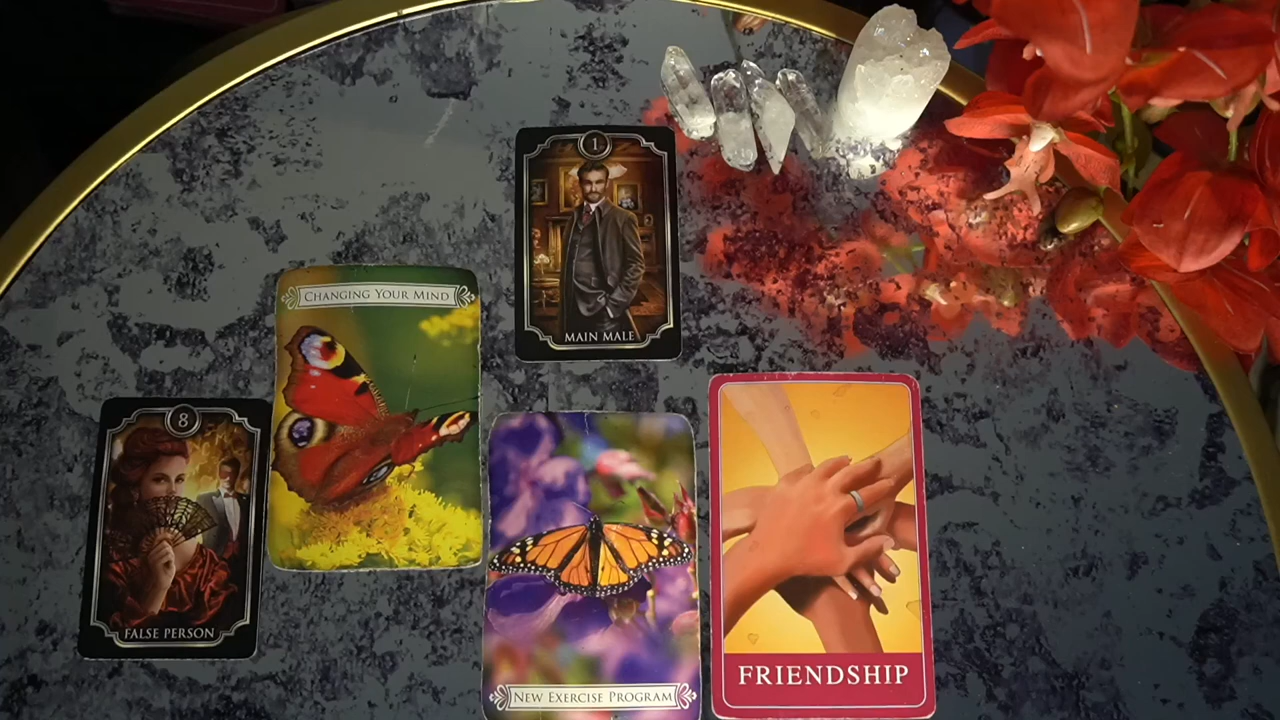 1
MAIN MALE
CHANGING YOUR MIND
8
FALSE PERSON
NEW EXERCISE PROGRAM
FRIENDSHIP